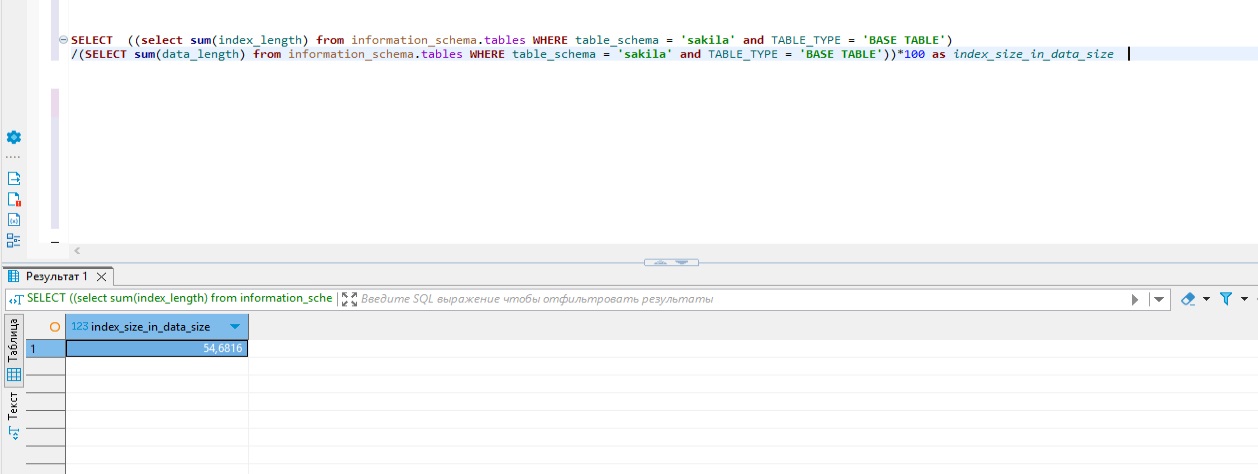 SELECT  ((select sum(index_length) from information_schema.tables WHERE table_schema = 'sakila' and TABLE_TYPE = 'BASE TABLE')
/(SELECT sum(data_length) from information_schema.tables WHERE table_schema = 'sakila' and TABLE_TYPE = 'BASE TABLE'))*100 as index_size_in_data_size
Результат 1
SELECT ((select sum(index_length) from information_sche
Введите SQL выражение чтобы отфильтровать результаты
Таблица
123 index_size_in_data_size
1
54,6816
Текст